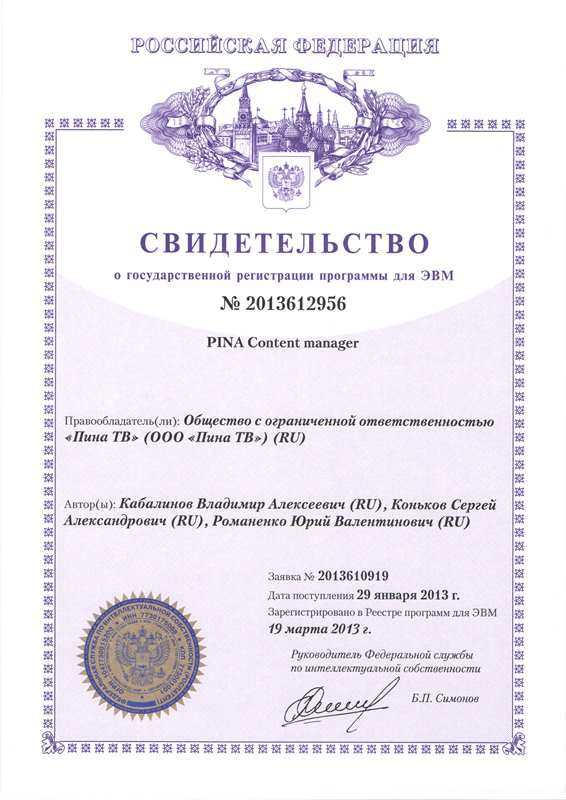 РОССИЙСКАЯ ФЕДЕРАЦИЯ
СВИДЕТЕЛЬСТВО
о государственной регистрации программы для ЭВМ
№ 2013612956
PINA Content manager
Правообладатель(ли): Общество с ограниченной ответственностью
«Пина ТВ» (ООО «Пина ТВ») (RU)
Автор(ы): Кабалинов Владимир Алексеевич (RU), Коньков Сергей
Александрович (RU), Романенко Юрий Валентинович (RU)
Заявка № 2013610919
Дата поступления 29 января 2013 г.
Зарегистрировано в Реестре программ для ЭВМ
19 марта 2013 г.
Руководитель Федеральной службы
по интеллектуальной собственности
Б.П. Симонов